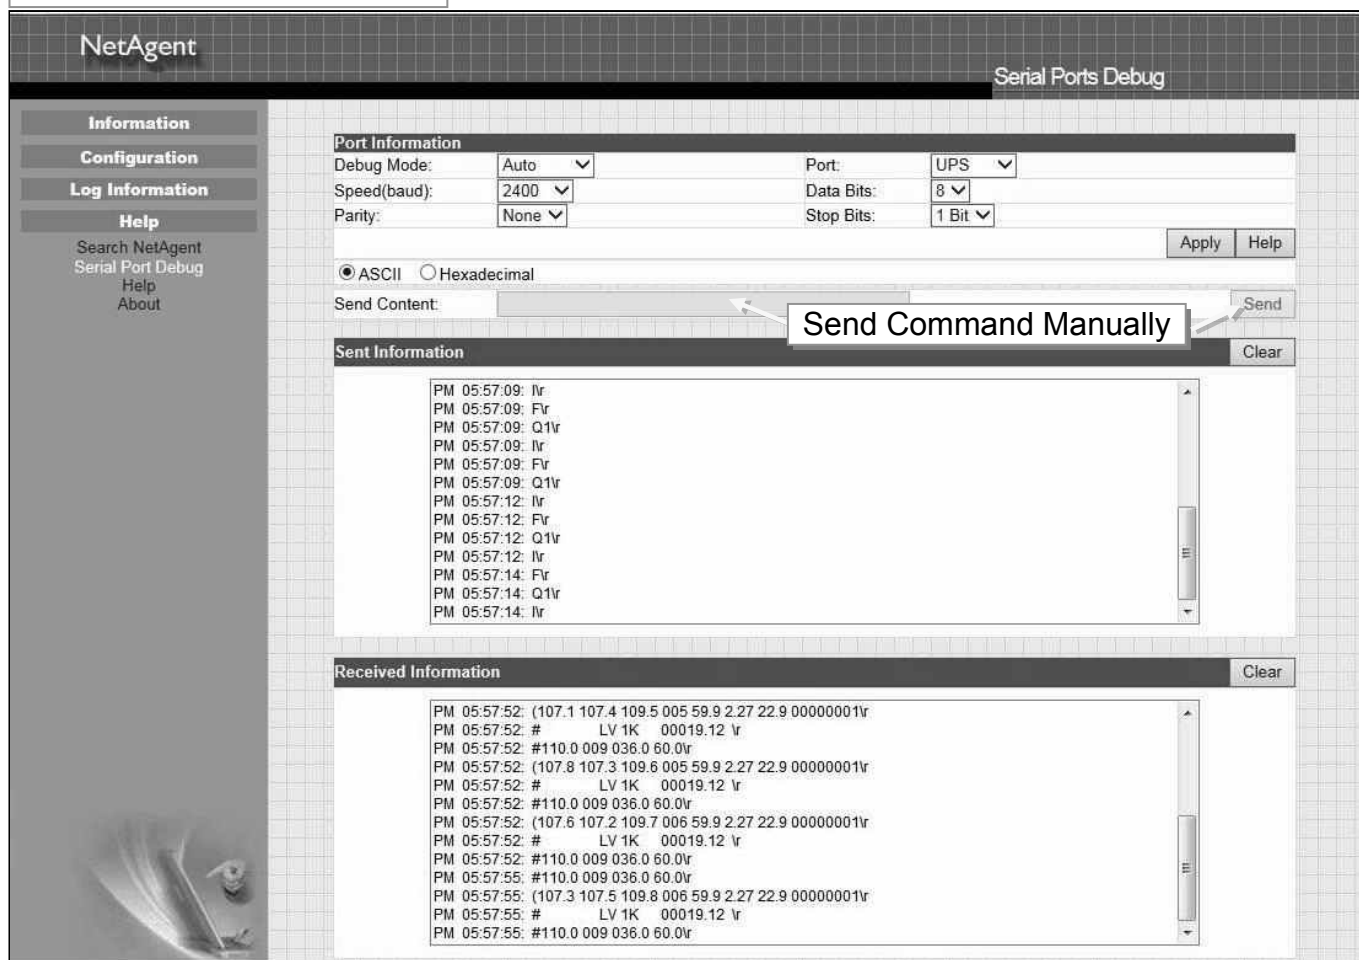 NetAgent
Serial Ports Debug
Information
Configuration
Log Information
Help
Search NetAgent
Serial Port Debug
Help
About
Port Information
Debug Mode: Auto Port: UPS
Speed(baud): 2400 Data Bits: 8
Parity: None Stop Bits: 1 Bit
Apply Help
ASCII Hexadecimal
Send Content: Send Command Manually Send
Sent Information Clear
PM 05:57:09: I\r
PM 05:57:09: F\r
PM 05:57:09: Q1\r
PM 05:57:09: I\r
PM 05:57:09: F\r
PM 05:57:09: Q1\r
PM 05:57:12: I\r
PM 05:57:12: F\r
PM 05:57:12: Q1\r
PM 05:57:12: I\r
PM 05:57:14: F\r
PM 05:57:14: Q1\r
PM 05:57:14: I\r
Received Information Clear
PM 05:57:52: (107.1 107.4 109.5 005 59.9 2.27 22.9 00000001\r
PM 05:57:52: # LV 1K 00019.12 \r
PM 05:57:52: #110.0 009 036.0 60.0\r
PM 05:57:52: (107.8 107.3 109.6 005 59.9 2.27 22.9 00000001\r
PM 05:57:52: # LV 1K 00019.12 \r
PM 05:57:52: #110.0 009 036.0 60.0\r
PM 05:57:52: (107.6 107.2 109.7 006 59.9 2.27 22.9 00000001\r
PM 05:57:52: # LV 1K 00019.12 \r
PM 05:57:52: #110.0 009 036.0 60.0\r
PM 05:57:55: #110.0 009 036.0 60.0\r
PM 05:57:55: (107.3 107.5 109.8 006 59.9 2.27 22.9 00000001\r
PM 05:57:55: # LV 1K 00019.12 \r
PM 05:57:55: #110.0 009 036.0 60.0\r